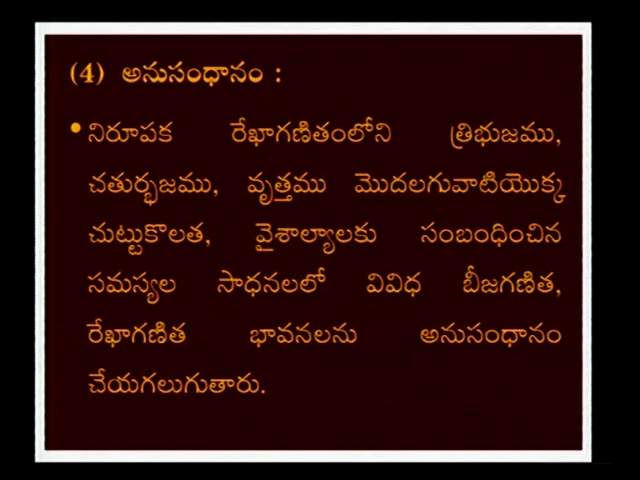 (4) అనుసంధానం :
• నిరూపక రేఖాగణితంలోని త్రిభుజము,
చతుర్భుజము, వృత్తము మొదలగువాటియొక్క
చుట్టుకొలత, వైశాల్యాలకు సంబంధించిన
సమస్యల సాధనలలో వివిధ బీజగణిత,
రేఖాగణిత భావనలను అనుసంధానం
చేయగలుగుతారు.